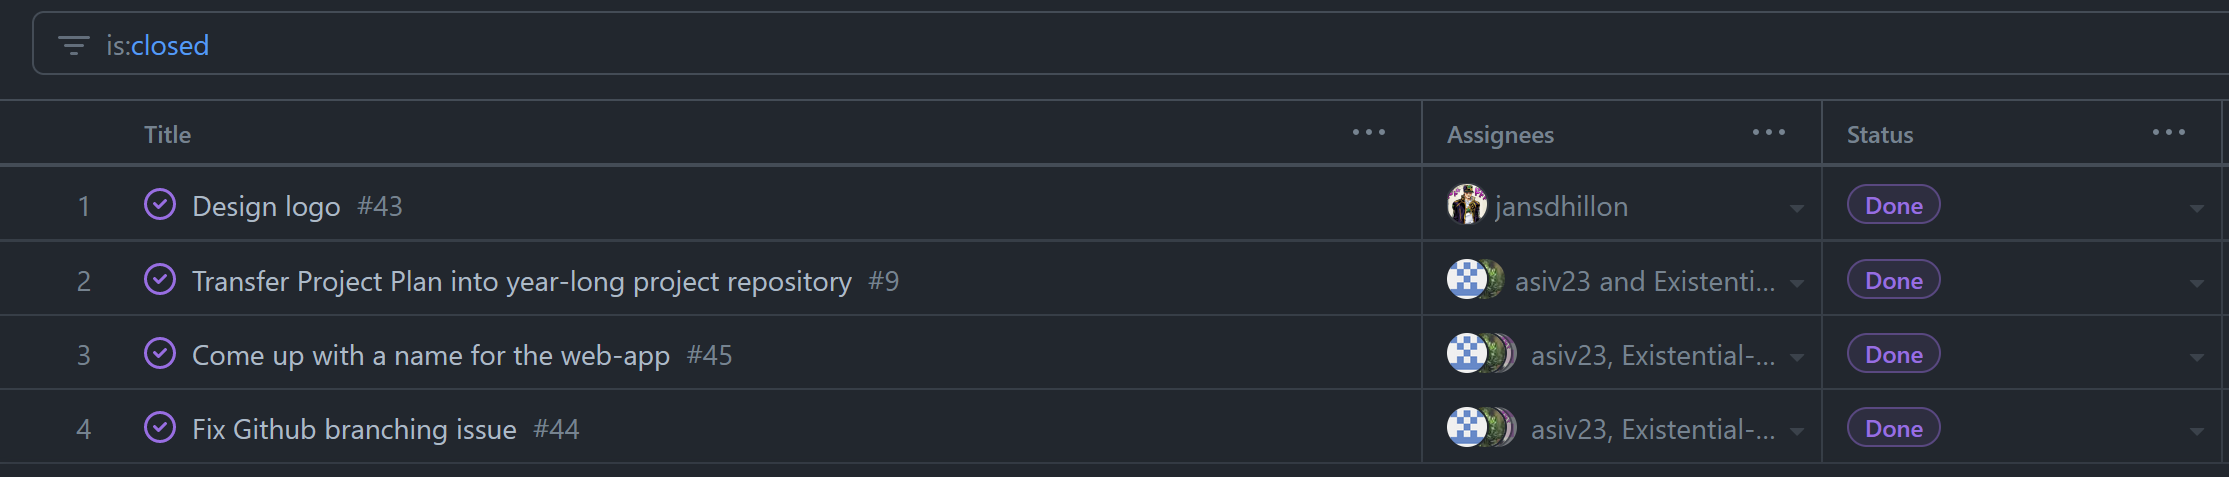 is:closed
Title Assignees Status
1 Design logo #43 jansdhillon Done
2 Transfer Project Plan into year-long project repository #9 asiv23 and Existenti... Done
3 Come up with a name for the web-app #45 asiv23, Existential-... Done
4 Fix Github branching issue #44 asiv23, Existential-... Done